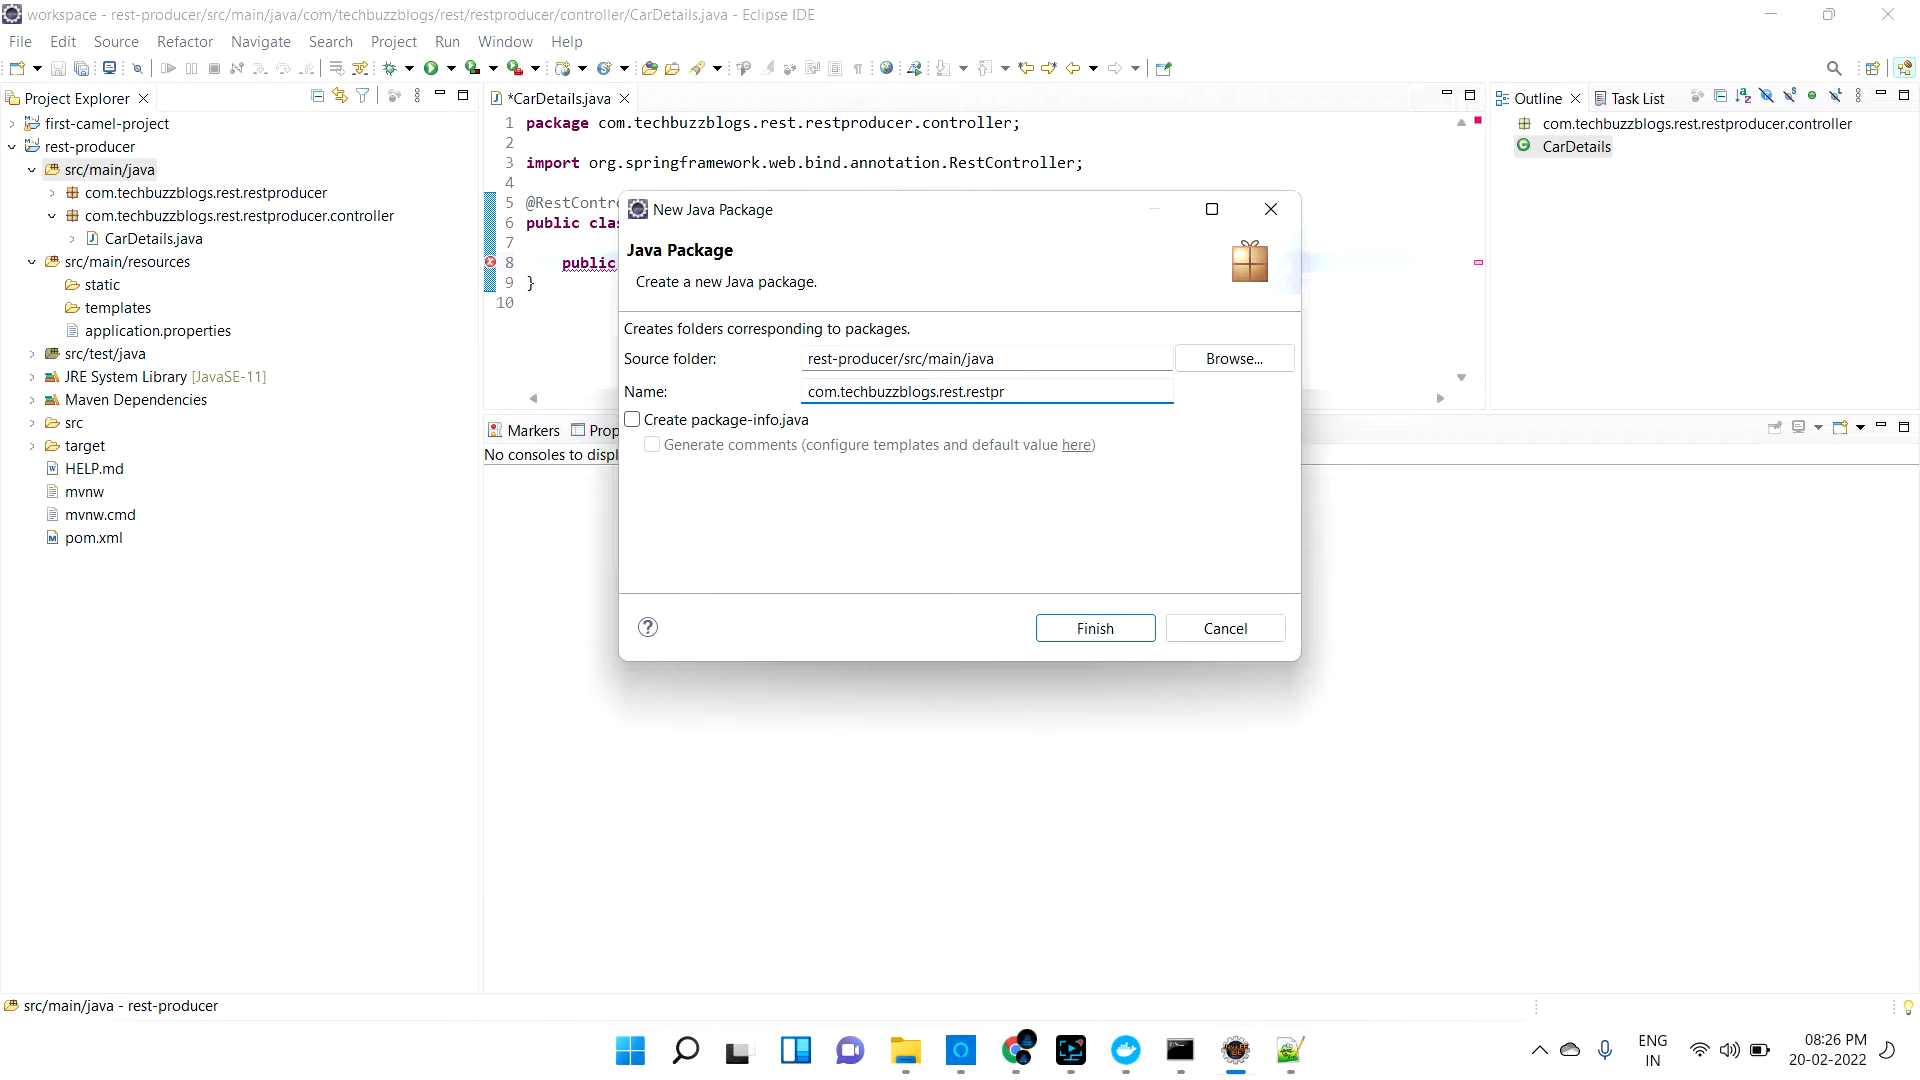 workspace - rest-producer/src/main/java/com/techbuzzblogs/rest/restproducer/controller/CarDetails.java - Eclipse IDE
File Edit Source Refactor Navigate Search Project Run Window Help
Project Explorer
first-camel-project
rest-producer
src/main/java
com.techbuzzblogs.rest.restproducer
com.techbuzzblogs.rest.restproducer.controller
CarDetails.java
src/main/resources
static
templates
application.properties
src/test/java
JRE System Library [JavaSE-11]
Maven Dependencies
src
target
HELP.md
mvnw
mvnw.cmd
pom.xml
*CarDetails.java
1 package com.techbuzzblogs.rest.restproducer.controller;
2
3 import org.springframework.web.bind.annotation.RestController;
4
5 @RestContro
6 public clas
7
8 public
9 }
10
Outline Task List
com.techbuzzblogs.rest.restproducer.controller
CarDetails
New Java Package
Java Package
Create a new Java package.
Creates folders corresponding to packages.
Source folder: rest-producer/src/main/java Browse...
Name: com.techbuzzblogs.rest.restpr
Create package-info.java
Generate comments (configure templates and default value here)
Finish Cancel
Markers Prop
No consoles to displ
src/main/java - rest-producer
ENG
IN
08:26 PM
20-02-2022